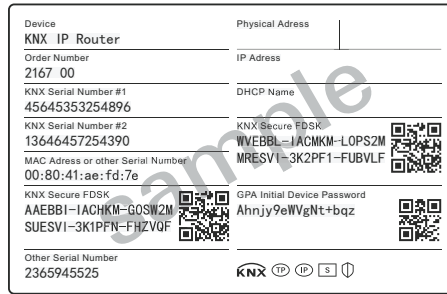 Device
KNX IP Router
Order Number
2167 00
KNX Serial Number #1
45645353254896
KNX Serial Number #2
13646457254390
MAC Adress or other Serial Number
00:80:41:ae:fd:7e
KNX Secure FDSK
AAEBBI-IACHKM-GOSW2M
SUESVI-3K1PFN-FHZVQF
Other Serial Number
2365945525
Physical Adress
IP Adress
DHCP Name
KNX Secure FDSK
WVEBBL-IACMKM-LOPS2M
MRESVI-3K2PF1-FUBVLF
GPA Initial Device Password
Ahnjy9eWVgNt+bqz
KNX TP IP S
sample